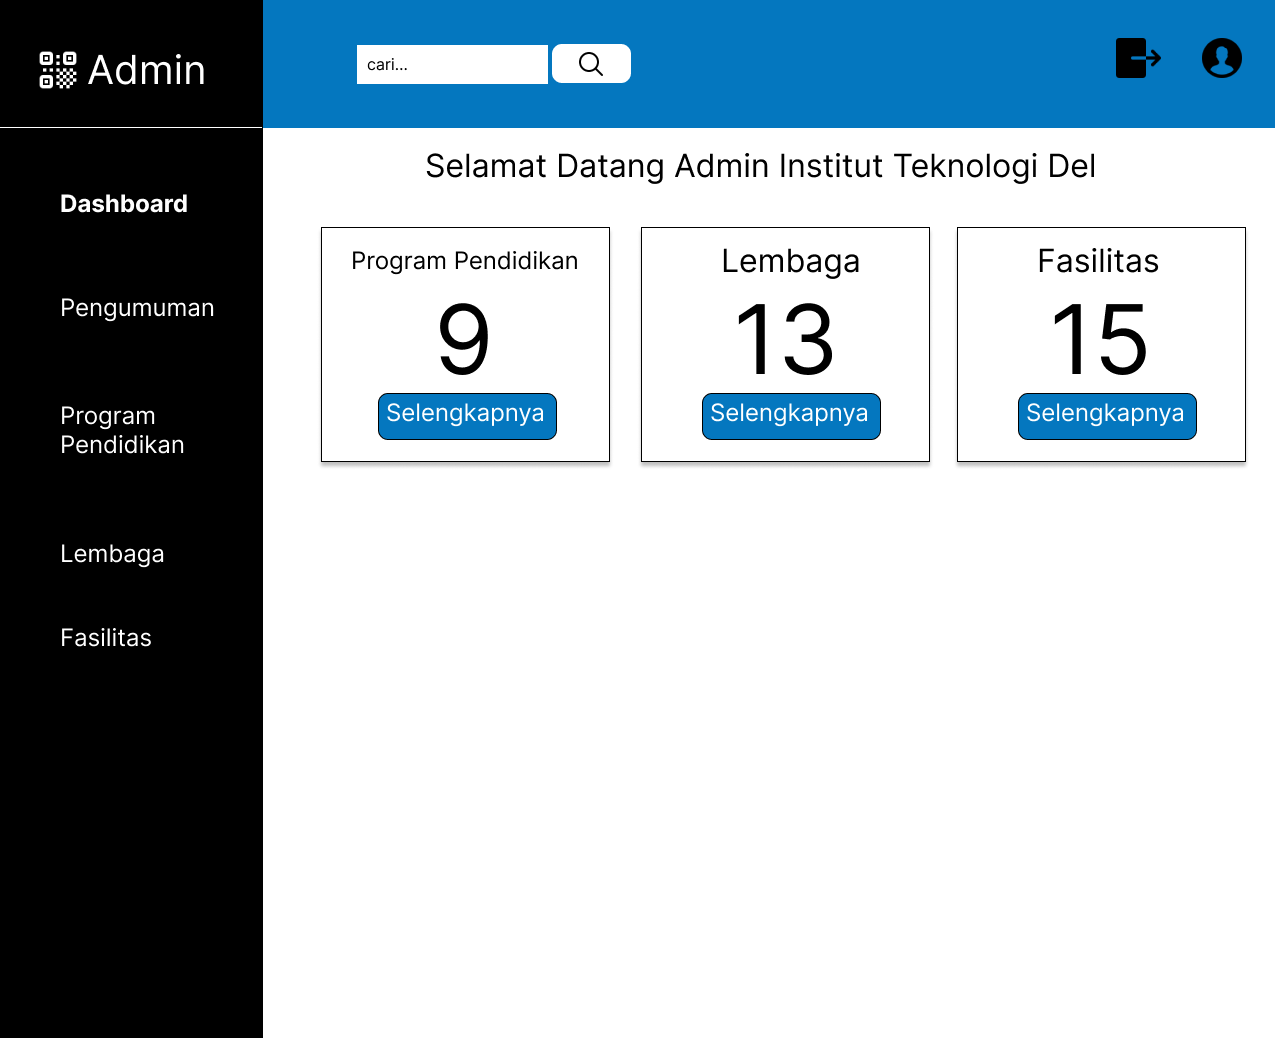 Admin
cari...
Selamat Datang Admin Institut Teknologi Del
Dashboard
Pengumuman
Program
Pendidikan
Lembaga
Fasilitas
Program Pendidikan
9
Selengkapnya
Lembaga
13
Selengkapnya
Fasilitas
15
Selengkapnya